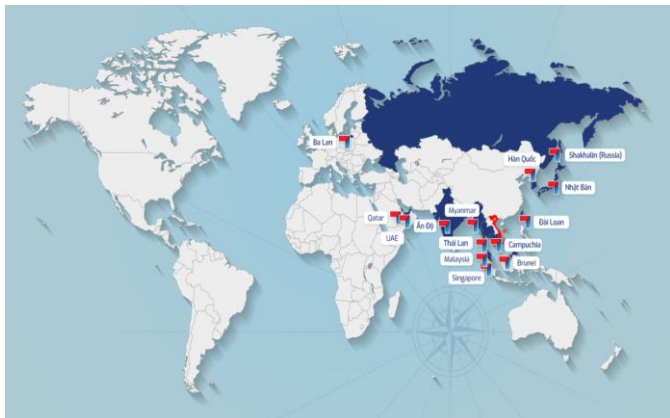 Ba Lan
Hàn Quốc
Shakhalin (Russia)
Nhật Bản
Qatar
UAE
Ấn Độ
Myanmar
Đài Loan
Thái Lan
Campuchia
Malaysia
Brunei
Singapore